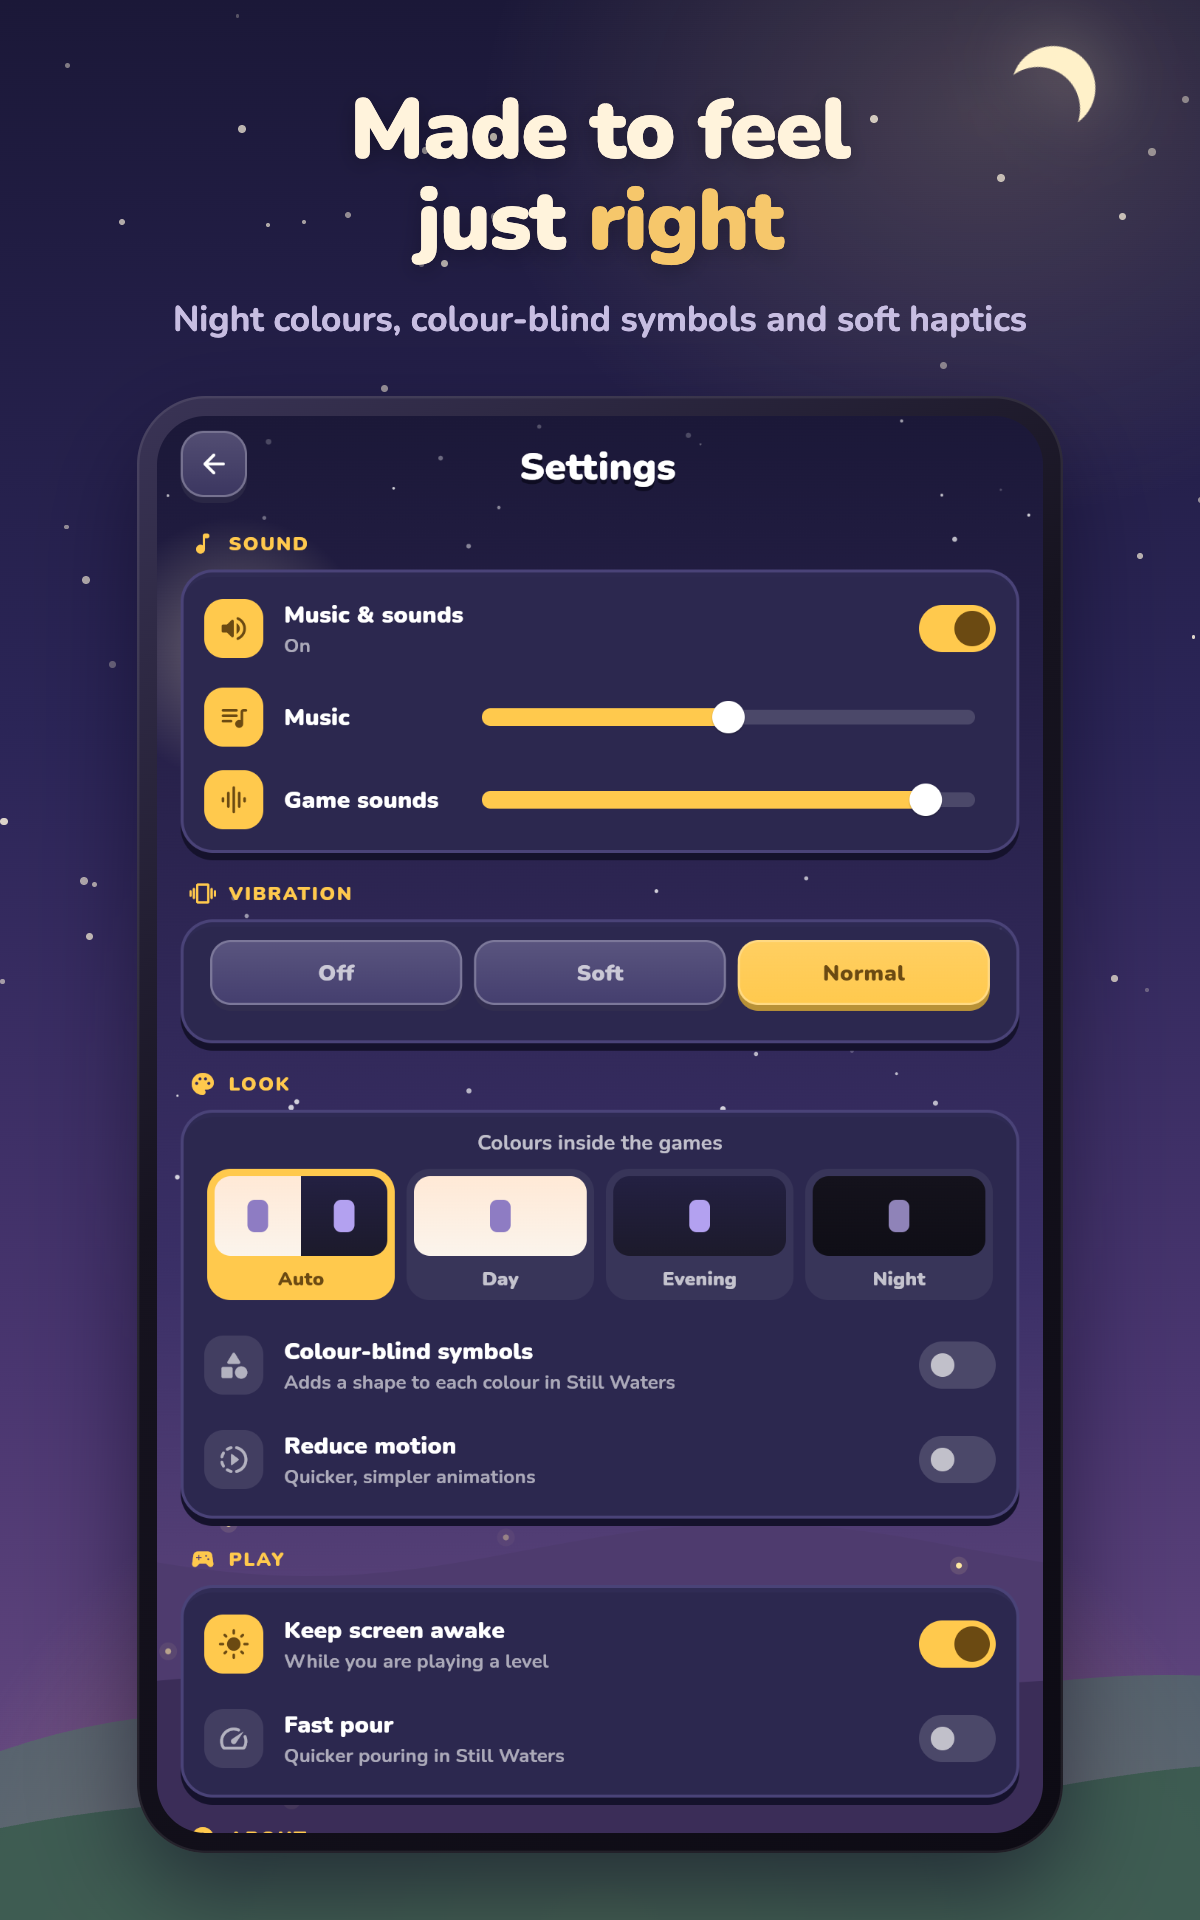 Made to feel
just right
Night colours, colour-blind symbols and soft haptics
Settings
SOUND
Music & sounds
On
Music
Game sounds
VIBRATION
Off
Soft
Normal
LOOK
Colours inside the games
Auto
Day
Evening
Night
Colour-blind symbols
Adds a shape to each colour in Still Waters
Reduce motion
Quicker, simpler animations
PLAY
Keep screen awake
While you are playing a level
Fast pour
Quicker pouring in Still Waters